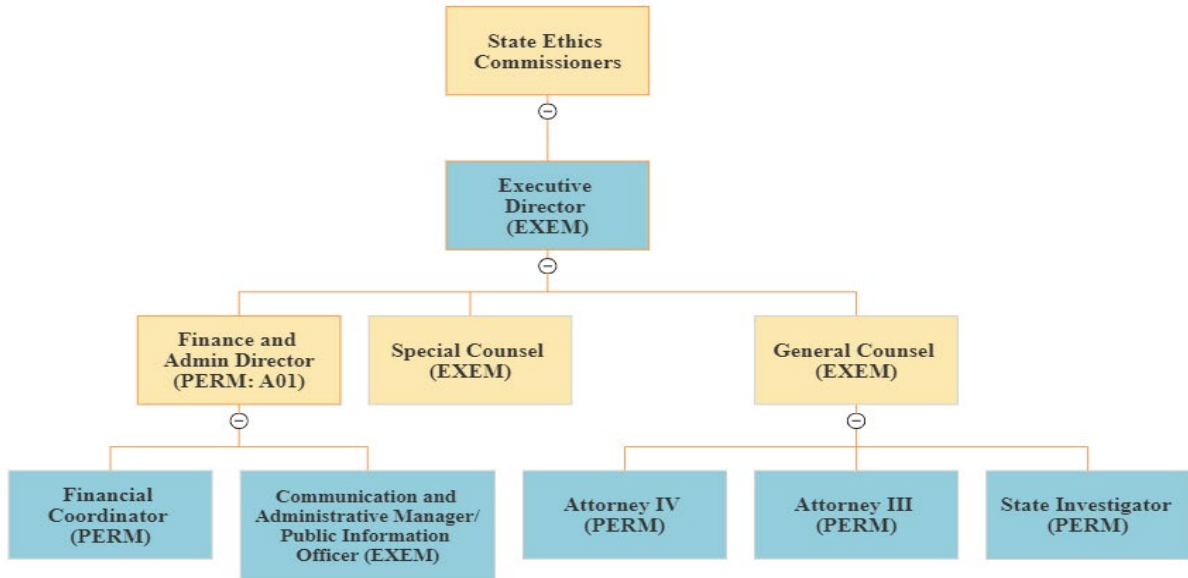 State Ethics
Commissioners
Executive
Director
(EXEM)
Finance and
Admin Director
(PERM: A01)
Special Counsel
(EXEM)
General Counsel
(EXEM)
Financial
Coordinator
(PERM)
Communication and
Administrative Manager/
Public Information
Officer (EXEM)
Attorney IV
(PERM)
Attorney III
(PERM)
State Investigator
(PERM)